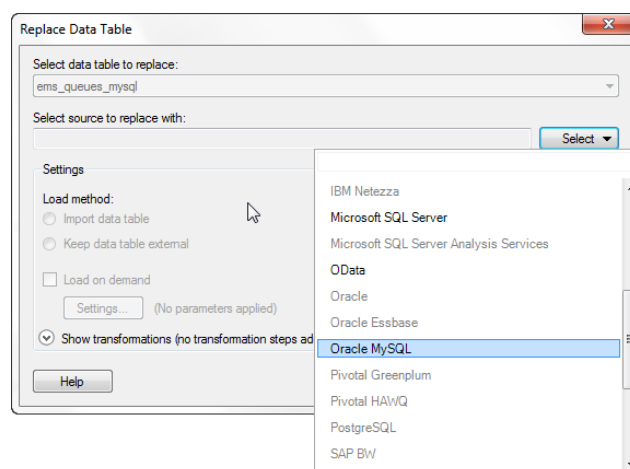 Replace Data Table
Select data table to replace:
ems_queues_mysql
Select source to replace with:
Select
Settings
Load method:
Import data table
Keep data table external
Load on demand
Settings... (No parameters applied)
Show transformations (no transformation steps ad
Help
IBM Netezza
Microsoft SQL Server
Microsoft SQL Server Analysis Services
OData
Oracle
Oracle Essbase
Oracle MySQL
Pivotal Greenplum
Pivotal HAWQ
PostgreSQL
SAP BW